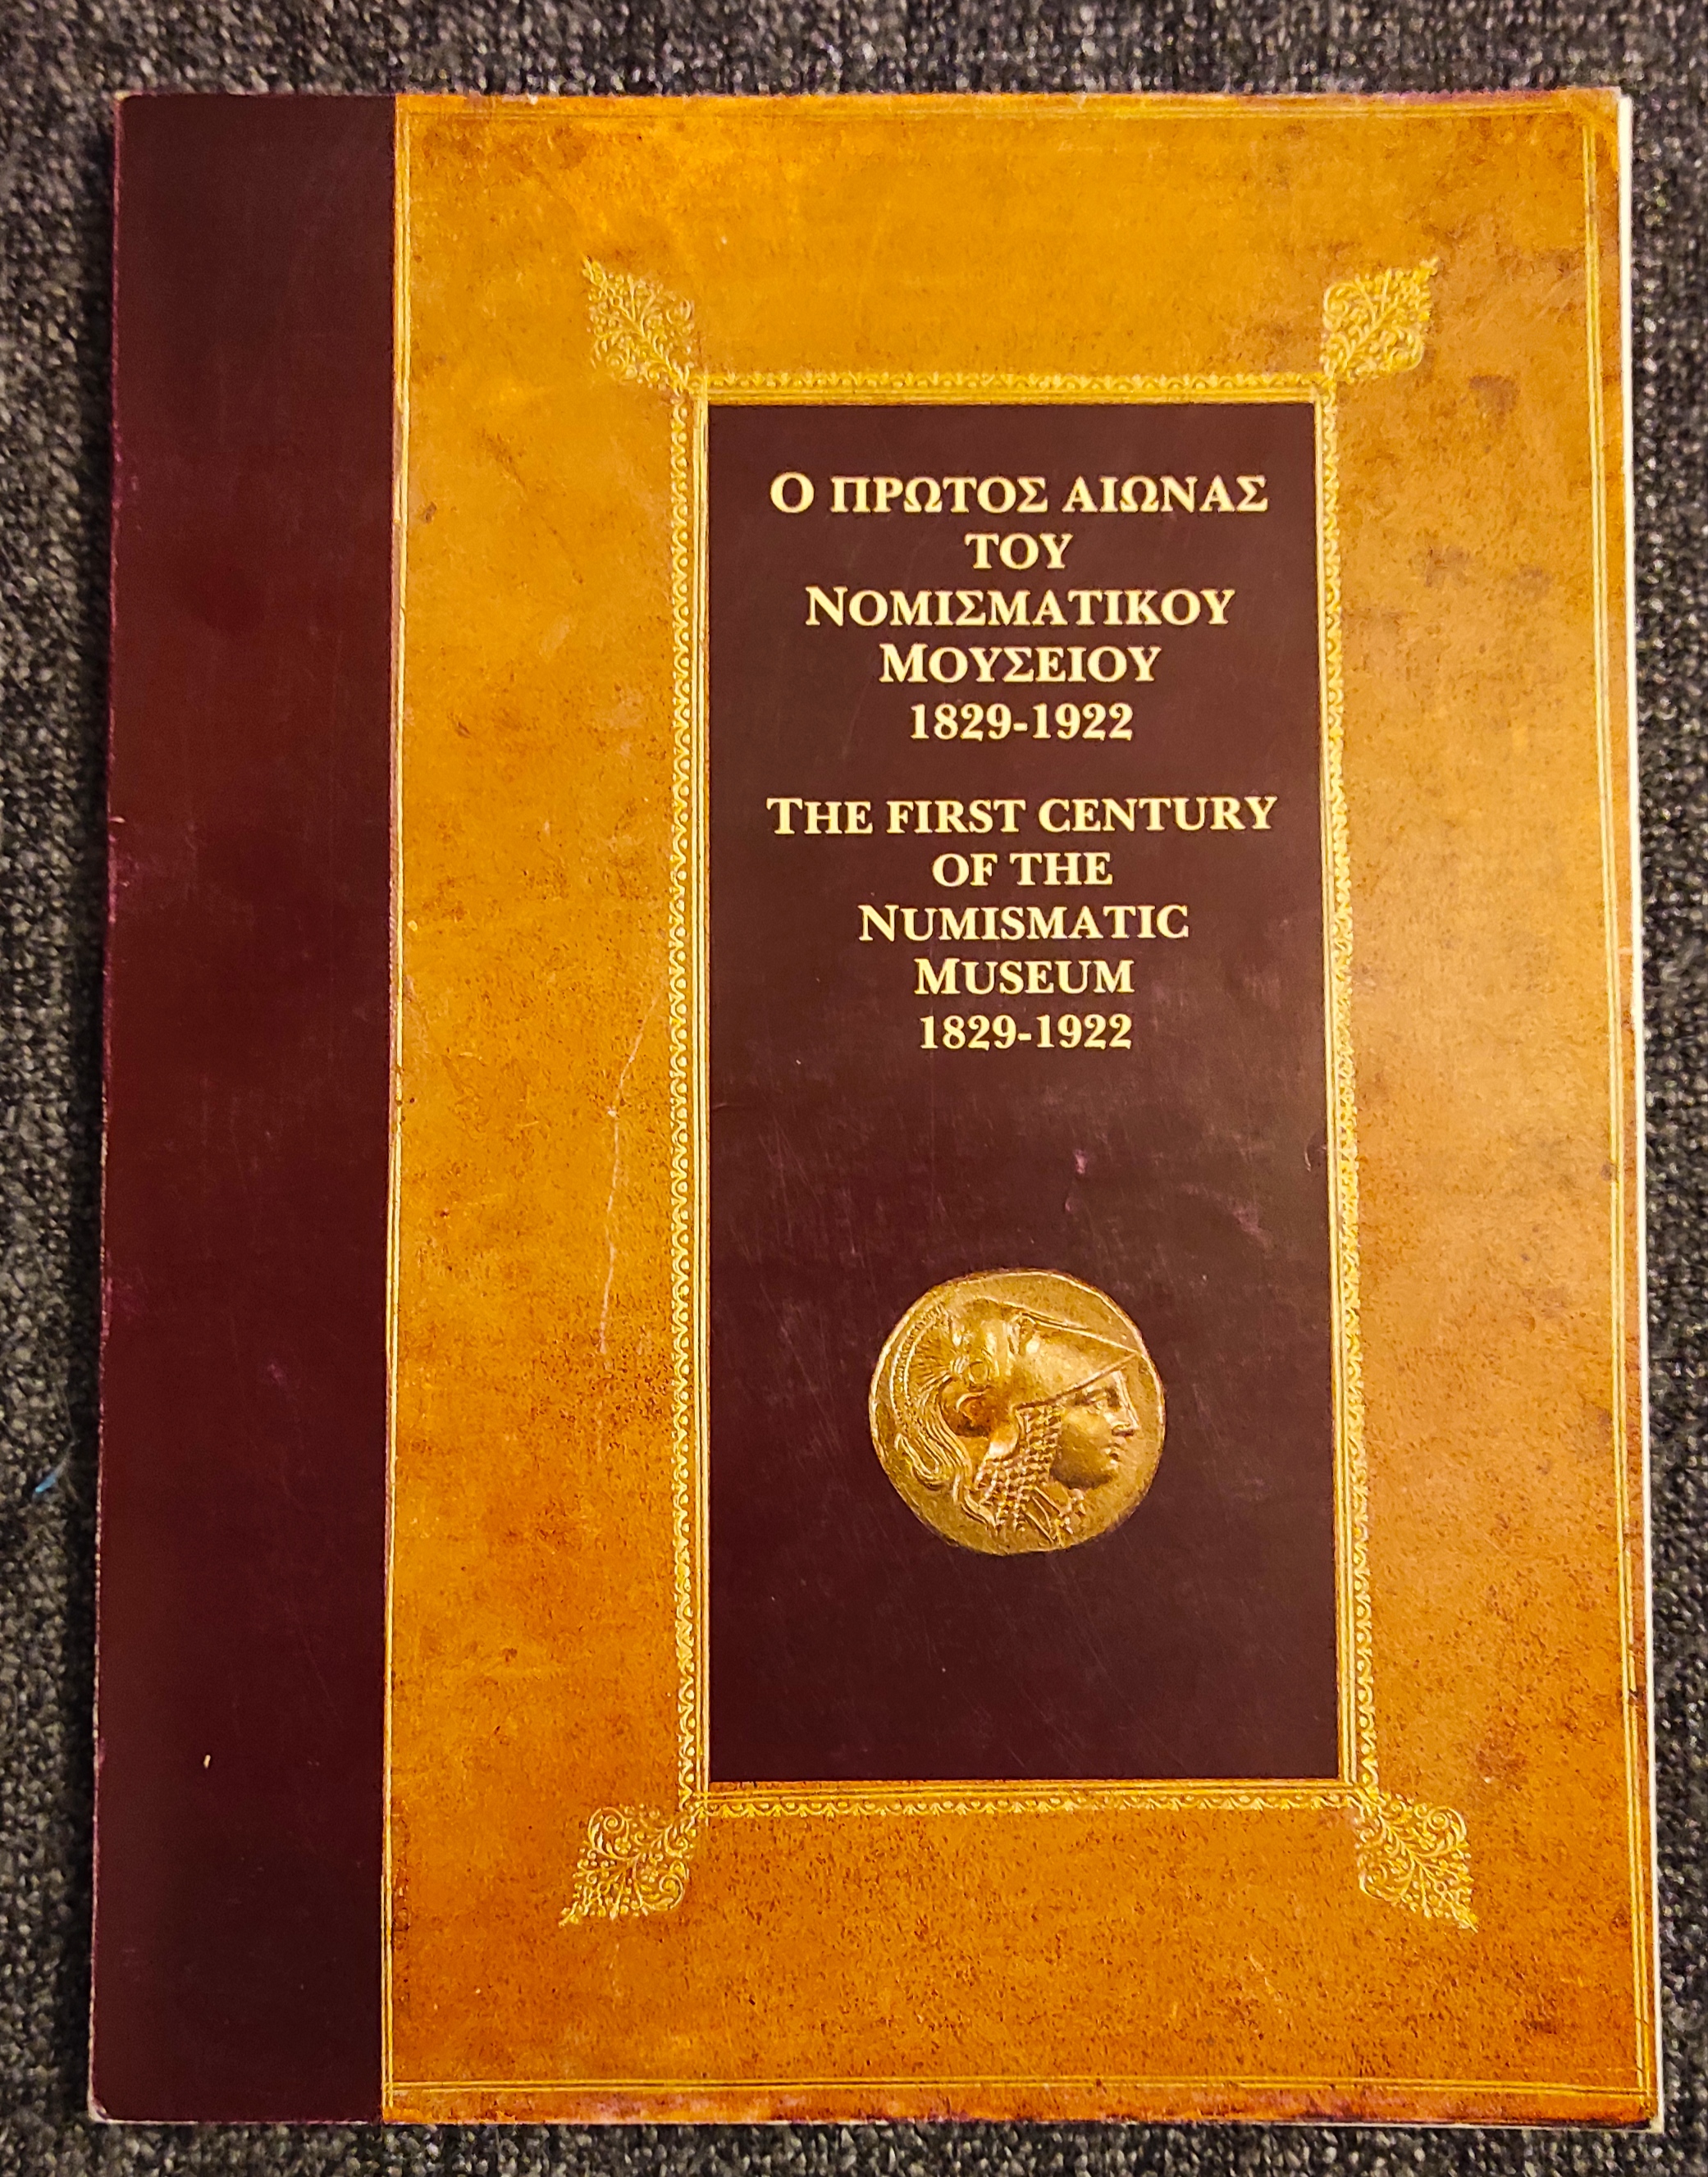 Ο ΠΡΩΤΟΣ ΑΙΩΝΑΣ
ΤΟΥ
ΝΟΜΙΣΜΑΤΙΚΟΥ
ΜΟΥΣΕΙΟΥ
1829-1922
THE FIRST CENTURY
OF THE
NUMISMATIC
MUSEUM
1829-1922